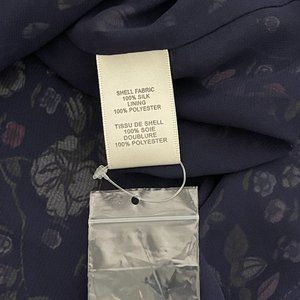 SHELL FABRIC
100% SILK
LINING
100% POLYESTER
TISSU DE SHELL
100% SOIE
DOUBLURE
100% POLYESTER